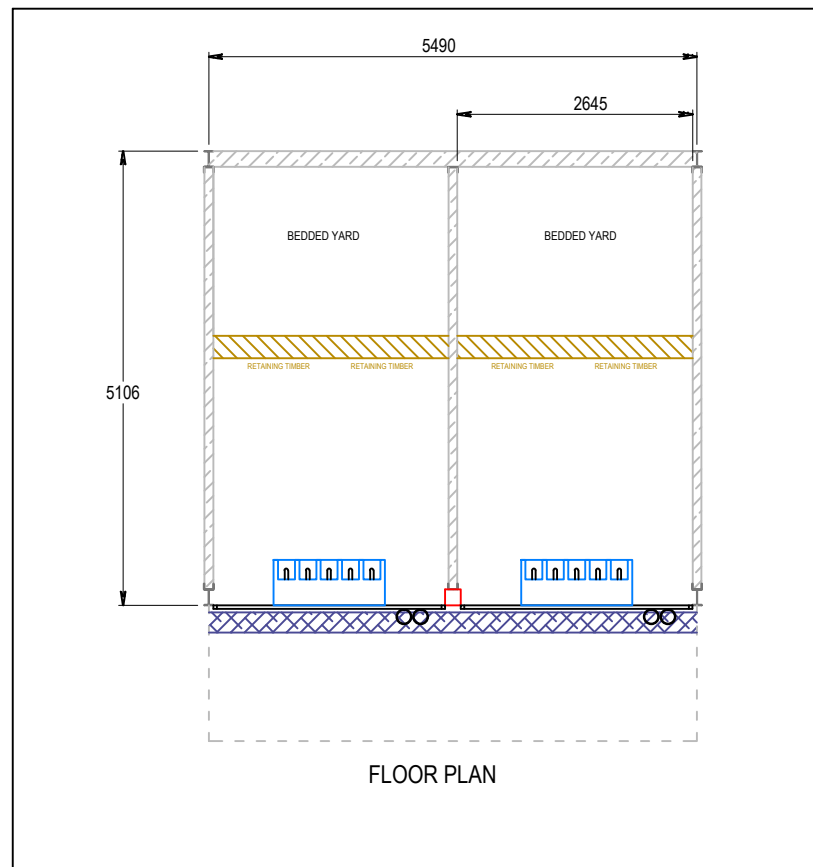 5490
2645
BEDDED YARD
BEDDED YARD
RETAINING TIMBER
RETAINING TIMBER
RETAINING TIMBER
RETAINING TIMBER
5106
FLOOR PLAN